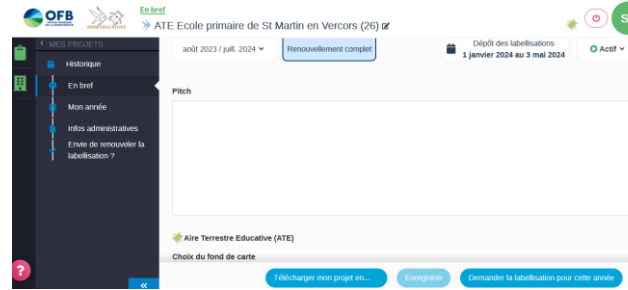 OFB
AIRES EDUCATIVES
En bref
ATE Ecole primaire de St Martin en Vercors (26)
S
MES PROJETS
Historique
En bref
Mon année
Infos administratives
Envie de renouveler la
labellisation ?
août 2023 / juil. 2024
Renouvellement complet
Dépôt des labellisations
1 janvier 2024 au 3 mai 2024
Actif
Pitch
Aire Terrestre Educative (ATE)
Choix du fond de carte
?
«
Télécharger mon projet en...
Enregistrer
Demander la labellisation pour cette année